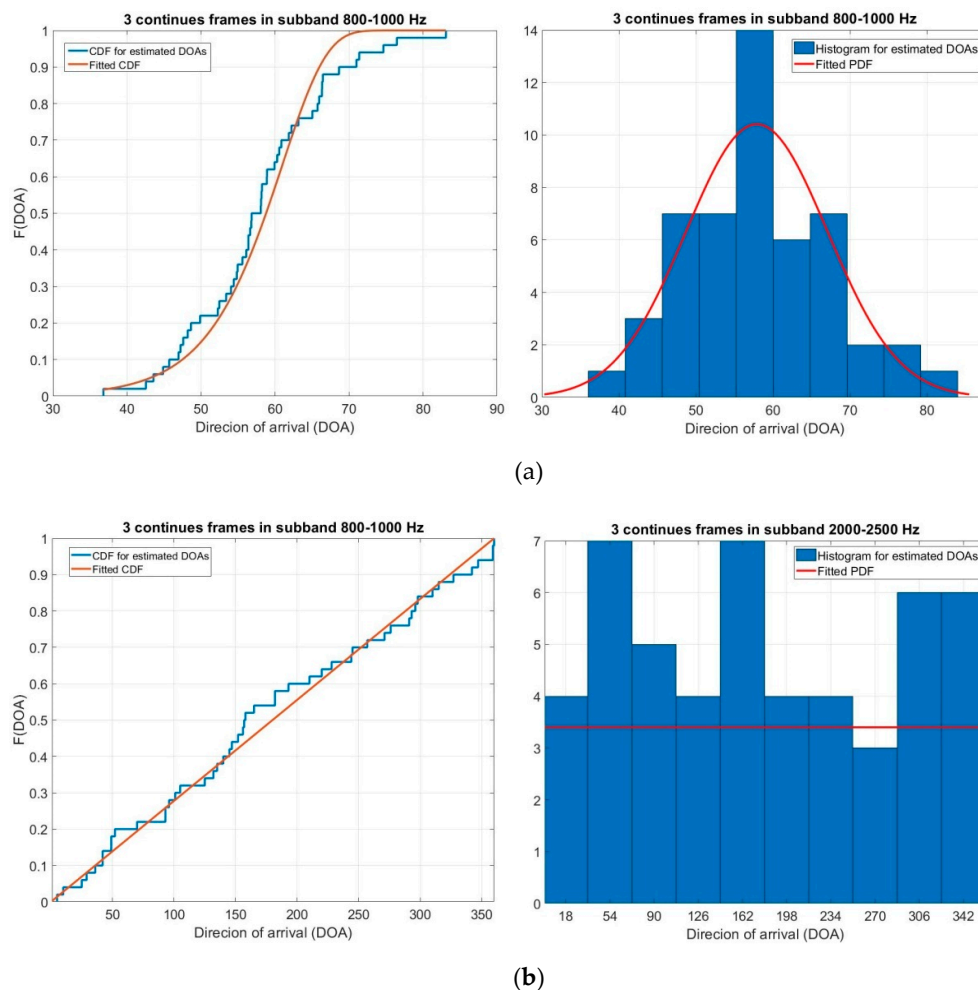 3 continues frames in subband 800-1000 Hz
CDF for estimated DOAs
Fitted CDF
F(DOA)
1
0.9
0.8
0.7
0.6
0.5
0.4
0.3
0.2
0.1
0
30 40 50 60 70 80 90
Direcion of arrival (DOA)
3 continues frames in subband 800-1000 Hz
Histogram for estimated DOAs
Fitted PDF
14
12
10
8
6
4
2
0
30 40 50 60 70 80
Direcion of arrival (DOA)
(a)
3 continues frames in subband 800-1000 Hz
CDF for estimated DOAs
Fitted CDF
F(DOA)
1
0.9
0.8
0.7
0.6
0.5
0.4
0.3
0.2
0.1
0
50 100 150 200 250 300 350
Direcion of arrival (DOA)
3 continues frames in subband 2000-2500 Hz
Histogram for estimated DOAs
Fitted PDF
7
6
5
4
3
2
1
0
18 54 90 126 162 198 234 270 306 342
Direcion of arrival (DOA)
(b)